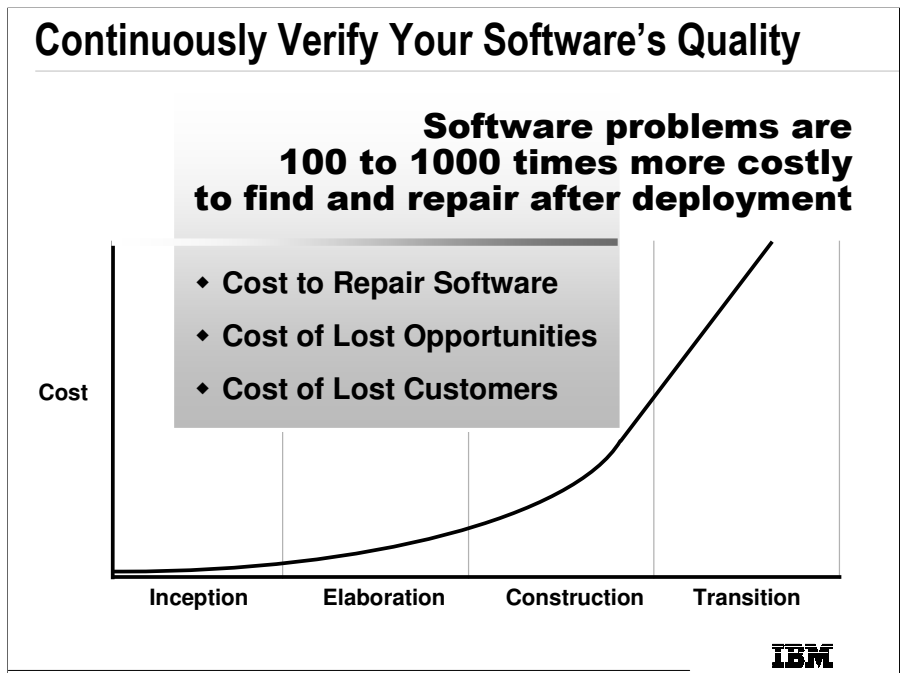 Continuously Verify Your Software's Quality
Software problems are
100 to 1000 times more costly
to find and repair after deployment
◆ Cost to Repair Software
◆ Cost of Lost Opportunities
◆ Cost of Lost Customers
Cost
Inception Elaboration Construction Transition
IBM